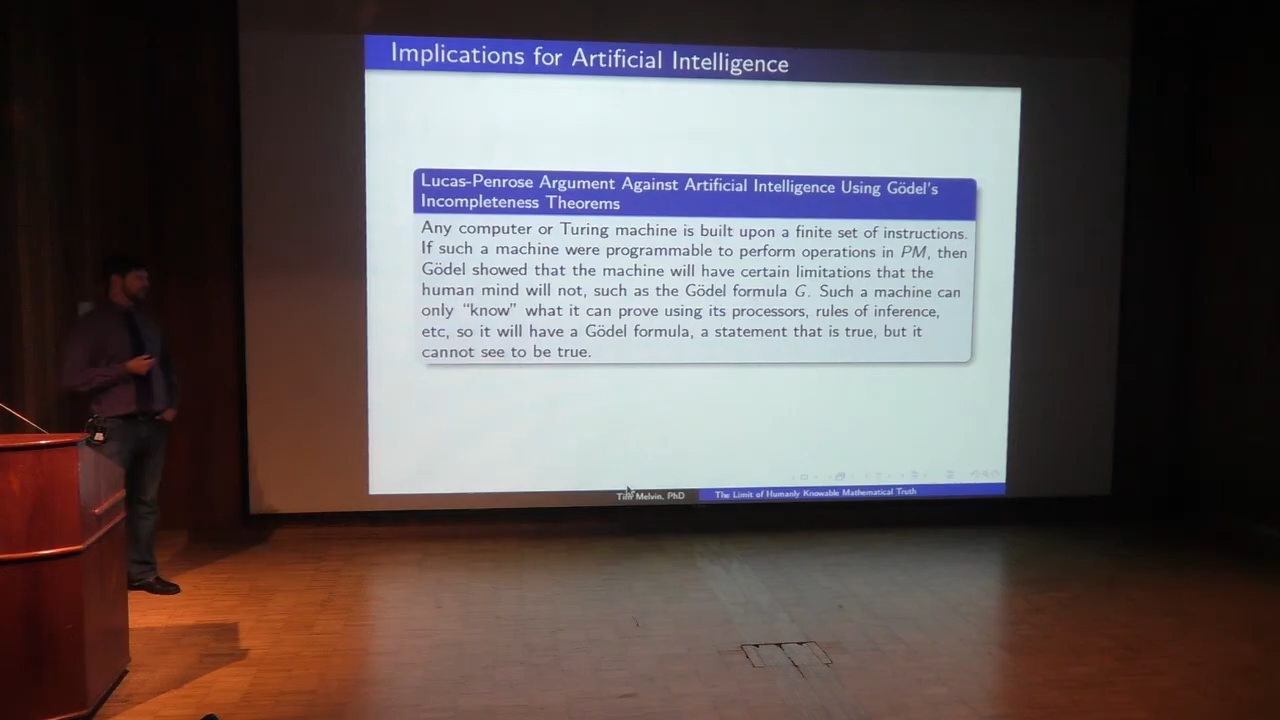 Implications for Artificial Intelligence
Lucas-Penrose Argument Against Artificial Intelligence Using Gödel's
Incompleteness Theorems
Any computer or Turing machine is built upon a finite set of instructions.
If such a machine were programmable to perform operations in PM, then
Gödel showed that the machine will have certain limitations that the
human mind will not, such as the Gödel formula G. Such a machine can
only “know” what it can prove using its processors, rules of inference,
etc, so it will have a Gödel formula, a statement that is true, but it
cannot see to be true.
Tim Melvin, PhD
The Limit of Humanly Knowable Mathematical Truth